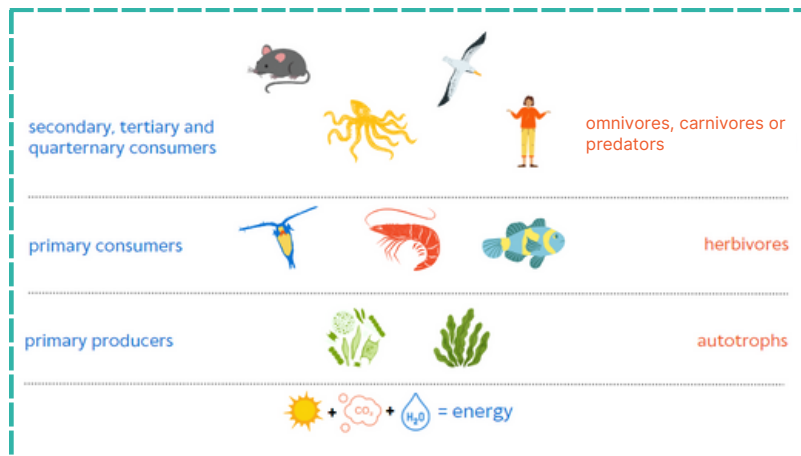 secondary, tertiary and
quarternary consumers
omnivores, carnivores or
predators
primary consumers
herbivores
primary producers
autotrophs
+ CO₂ + H₂O = energy